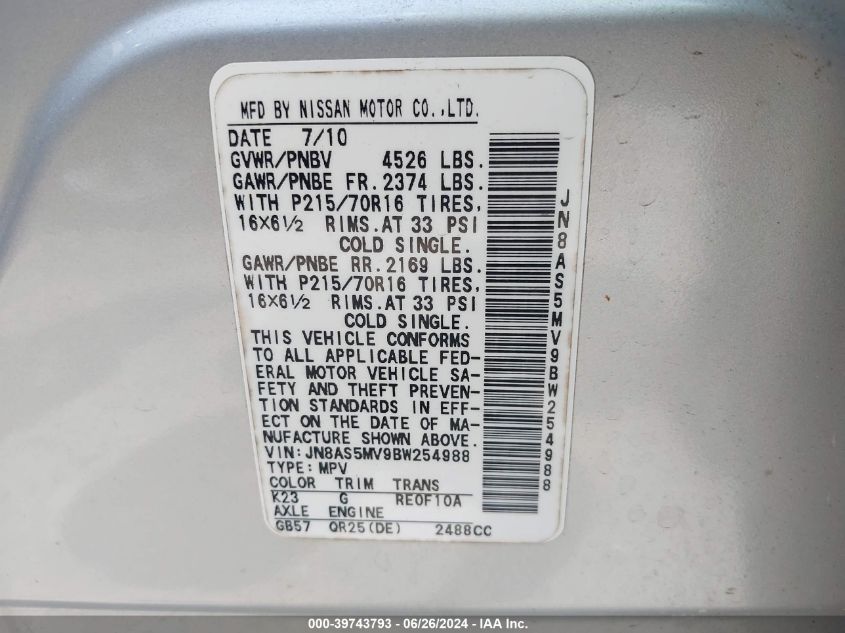 MFD BY NISSAN MOTOR CO.,LTD.
DATE 7/10
GVWR/PNBV 4526 LBS.
GAWR/PNBE FR.2374 LBS.
WITH P215/70R16 TIRES,
16X6½ RIMS.AT 33 PSI
COLD SINGLE.
GAWR/PNBE RR.2169 LBS.
WITH P215/70R16 TIRES,
16X6½ RIMS.AT 33 PSI
COLD SINGLE.
THIS VEHICLE CONFORMS
TO ALL APPLICABLE FED-
ERAL MOTOR VEHICLE SA-
FETY AND THEFT PREVEN-
TION STANDARDS IN EFF-
ECT ON THE DATE OF MA-
NUFACTURE SHOWN ABOVE.
VIN:JN8AS5MV9BW254988
TYPE:MPV
COLOR TRIM TRANS
K23 G RE0F10A
AXLE ENGINE
GB57 QR25(DE) 2488CC
JN8AS5MV9BW254988
000-39743793 - 06/26/2024 - IAA Inc.